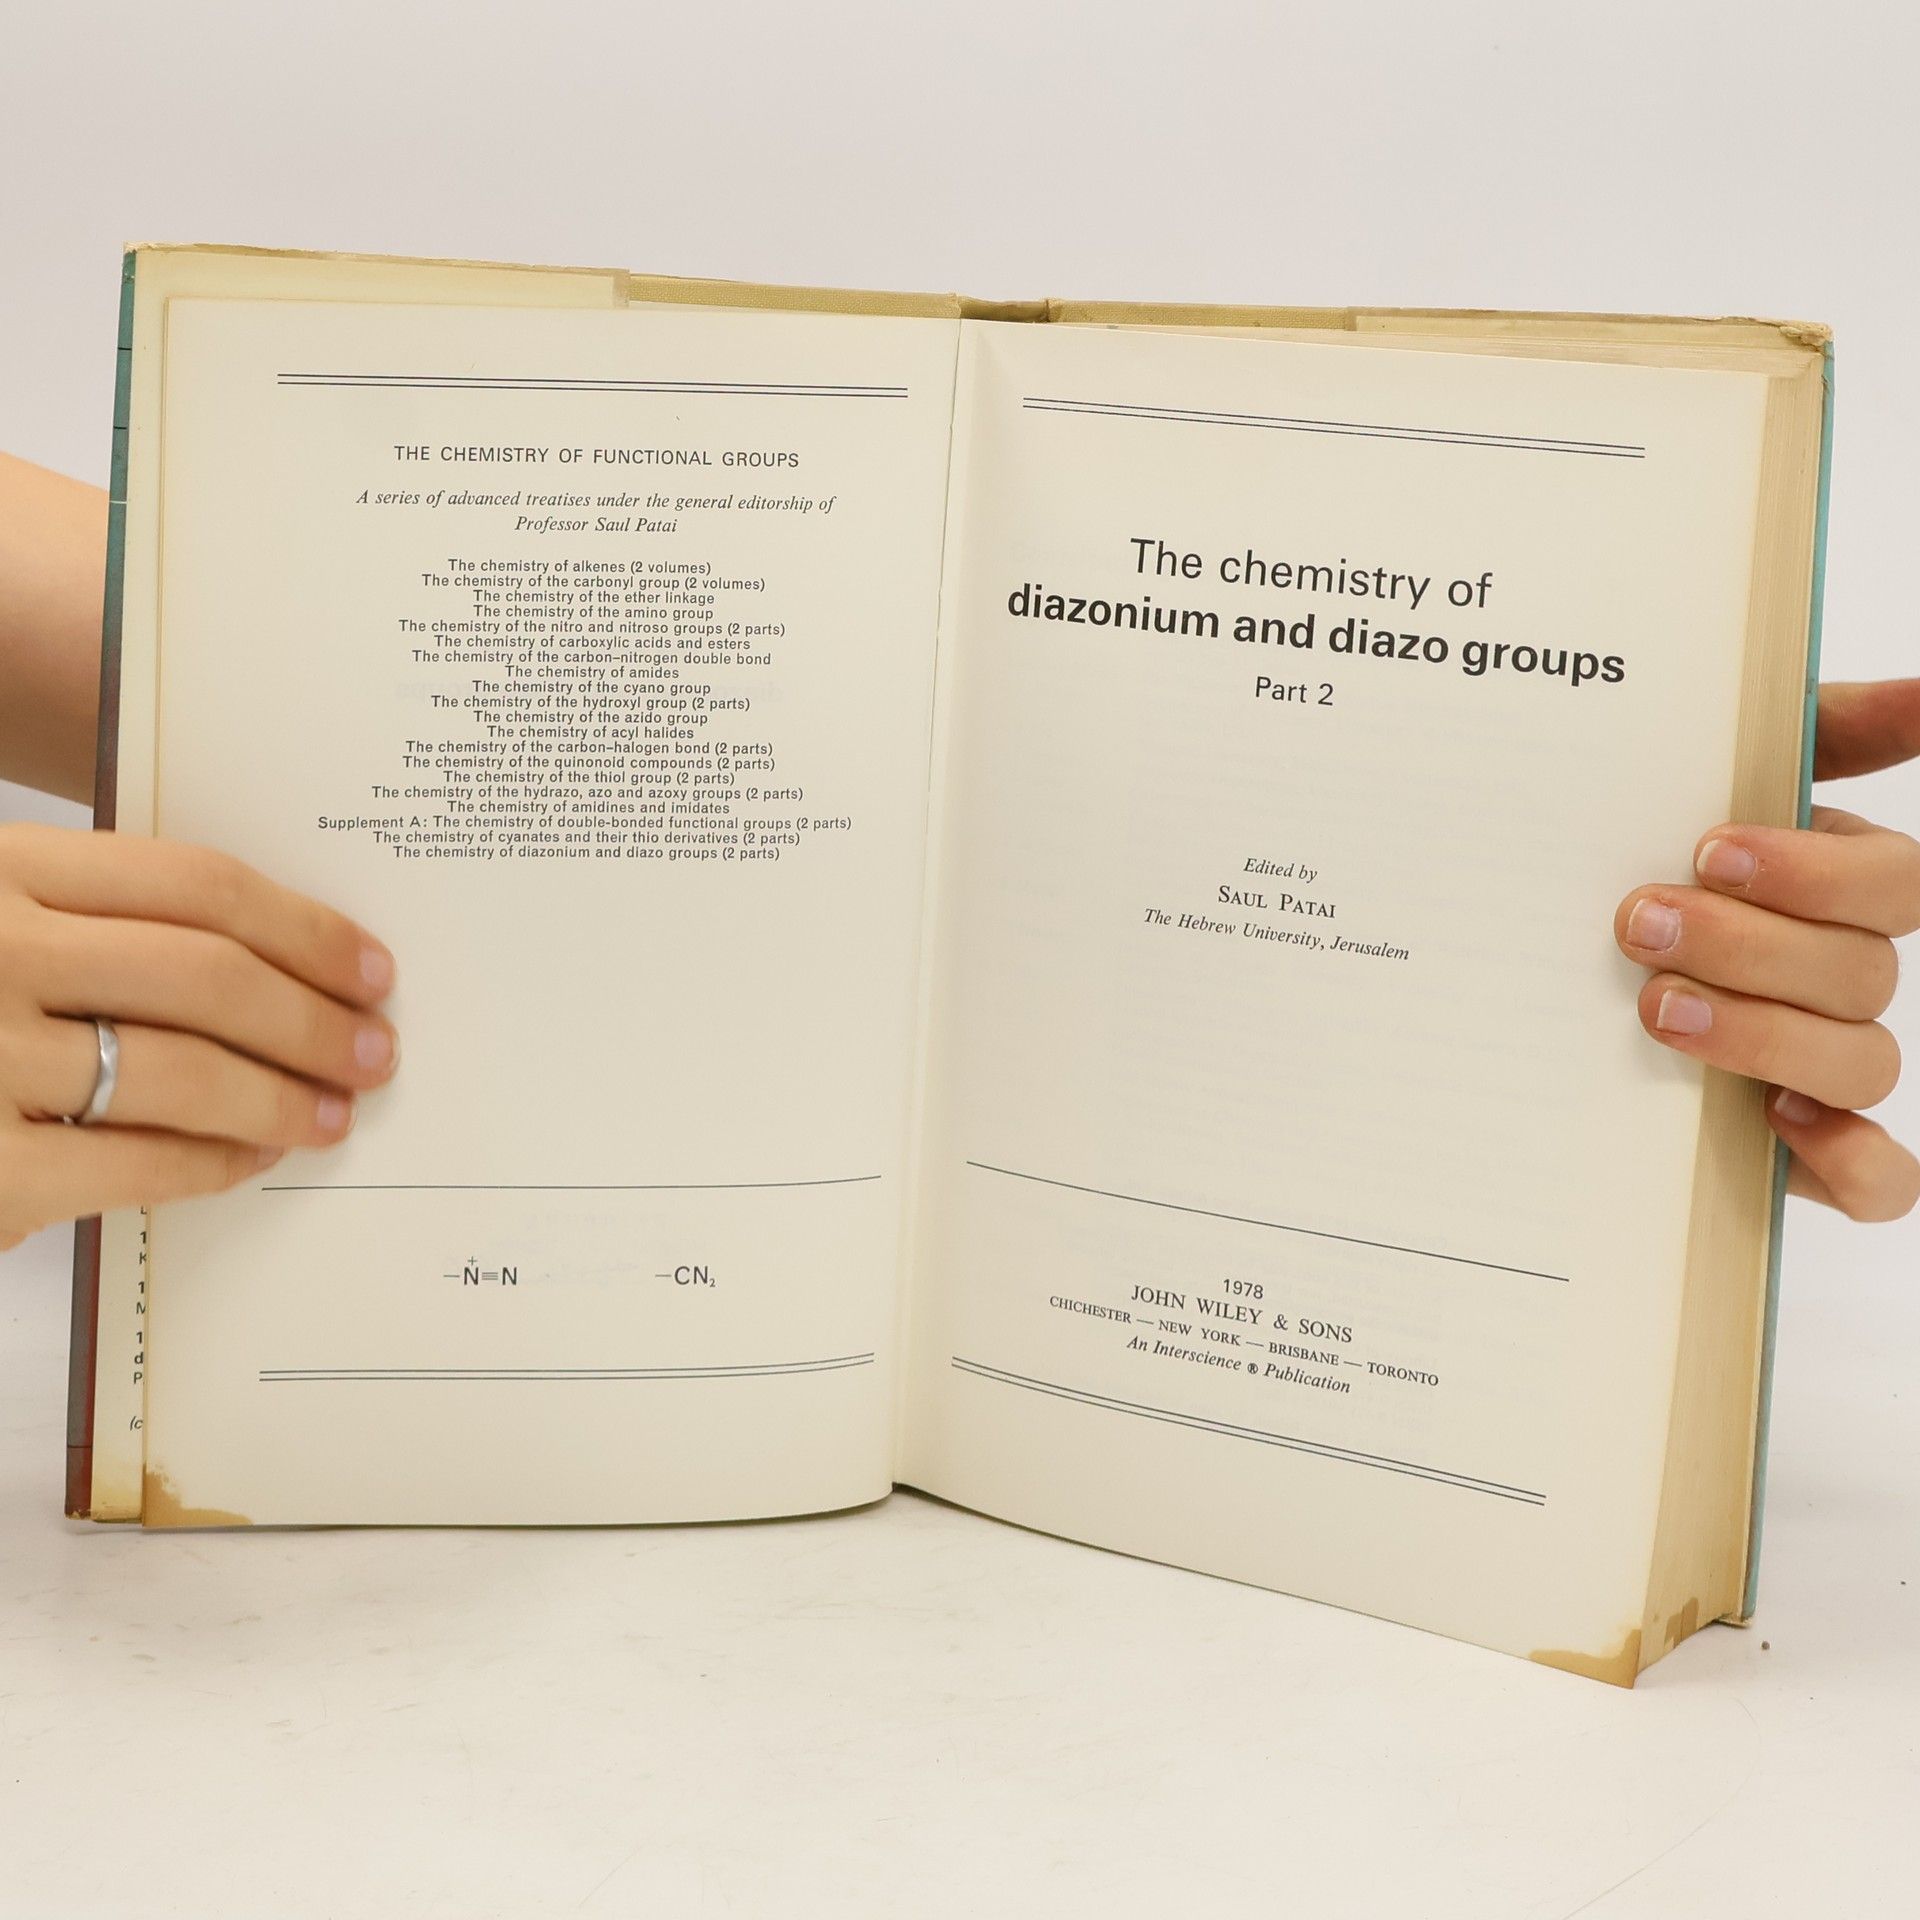 THE CHEMISTRY OF FUNCTIONAL GROUPS
A series of advanced treatises under the general editorship of
Professor Saul Patai
The chemistry of alkenes (2 volumes)
The chemistry of the carbonyl group (2 volumes)
The chemistry of the ether linkage
The chemistry of the amino group
The chemistry of the nitro and nitroso groups (2 parts)
The chemistry of carboxylic acids and esters
The chemistry of the carbon–nitrogen double bond
The chemistry of amides
The chemistry of the cyano group
The chemistry of the hydroxyl group (2 parts)
The chemistry of the azido group
The chemistry of acyl halides
The chemistry of the carbon–halogen bond (2 parts)
The chemistry of the quinonoid compounds (2 parts)
The chemistry of the thiol group (2 parts)
The chemistry of the hydrazo, azo and azoxy groups (2 parts)
The chemistry of amidines and imidates
Supplement A: The chemistry of double-bonded functional groups (2 parts)
The chemistry of cyanates and their thio derivatives (2 parts)
The chemistry of diazonium and diazo groups (2 parts)
–N⁺≡N –CN₂
1
K
1
M
1
d
P
(c
The chemistry of
diazonium and diazo groups
Part 2
Edited by
SAUL PATAI
The Hebrew University, Jerusalem
1978
JOHN WILEY & SONS
CHICHESTER — NEW YORK — BRISBANE — TORONTO
An Interscience ® Publication